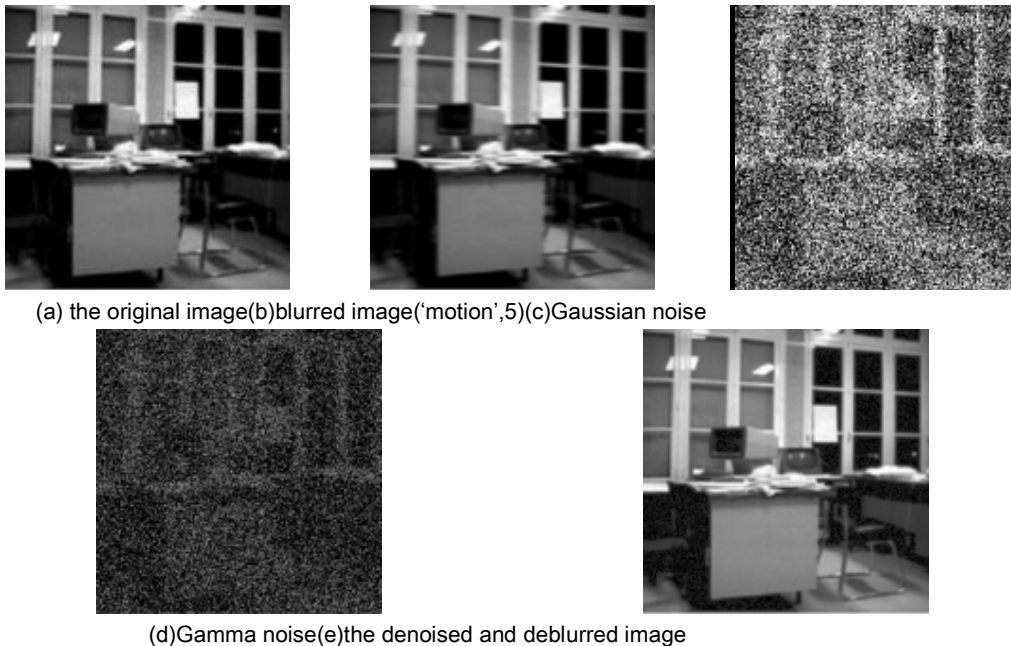 (a) the original image(b)blurred image(‘motion’,5)(c)Gaussian noise
(d)Gamma noise(e)the denoised and deblurred image